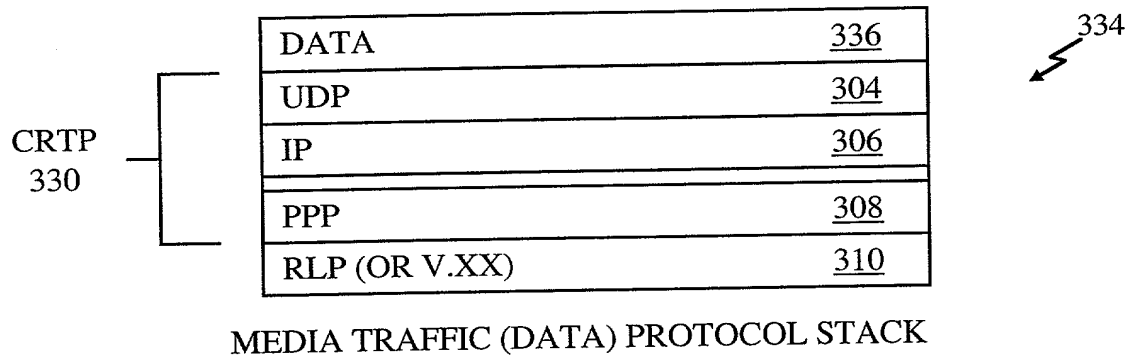 334
DATA 336
UDP 304
CRTP
330
IP 306
PPP 308
RLP (OR V.XX) 310
MEDIA TRAFFIC (DATA) PROTOCOL STACK